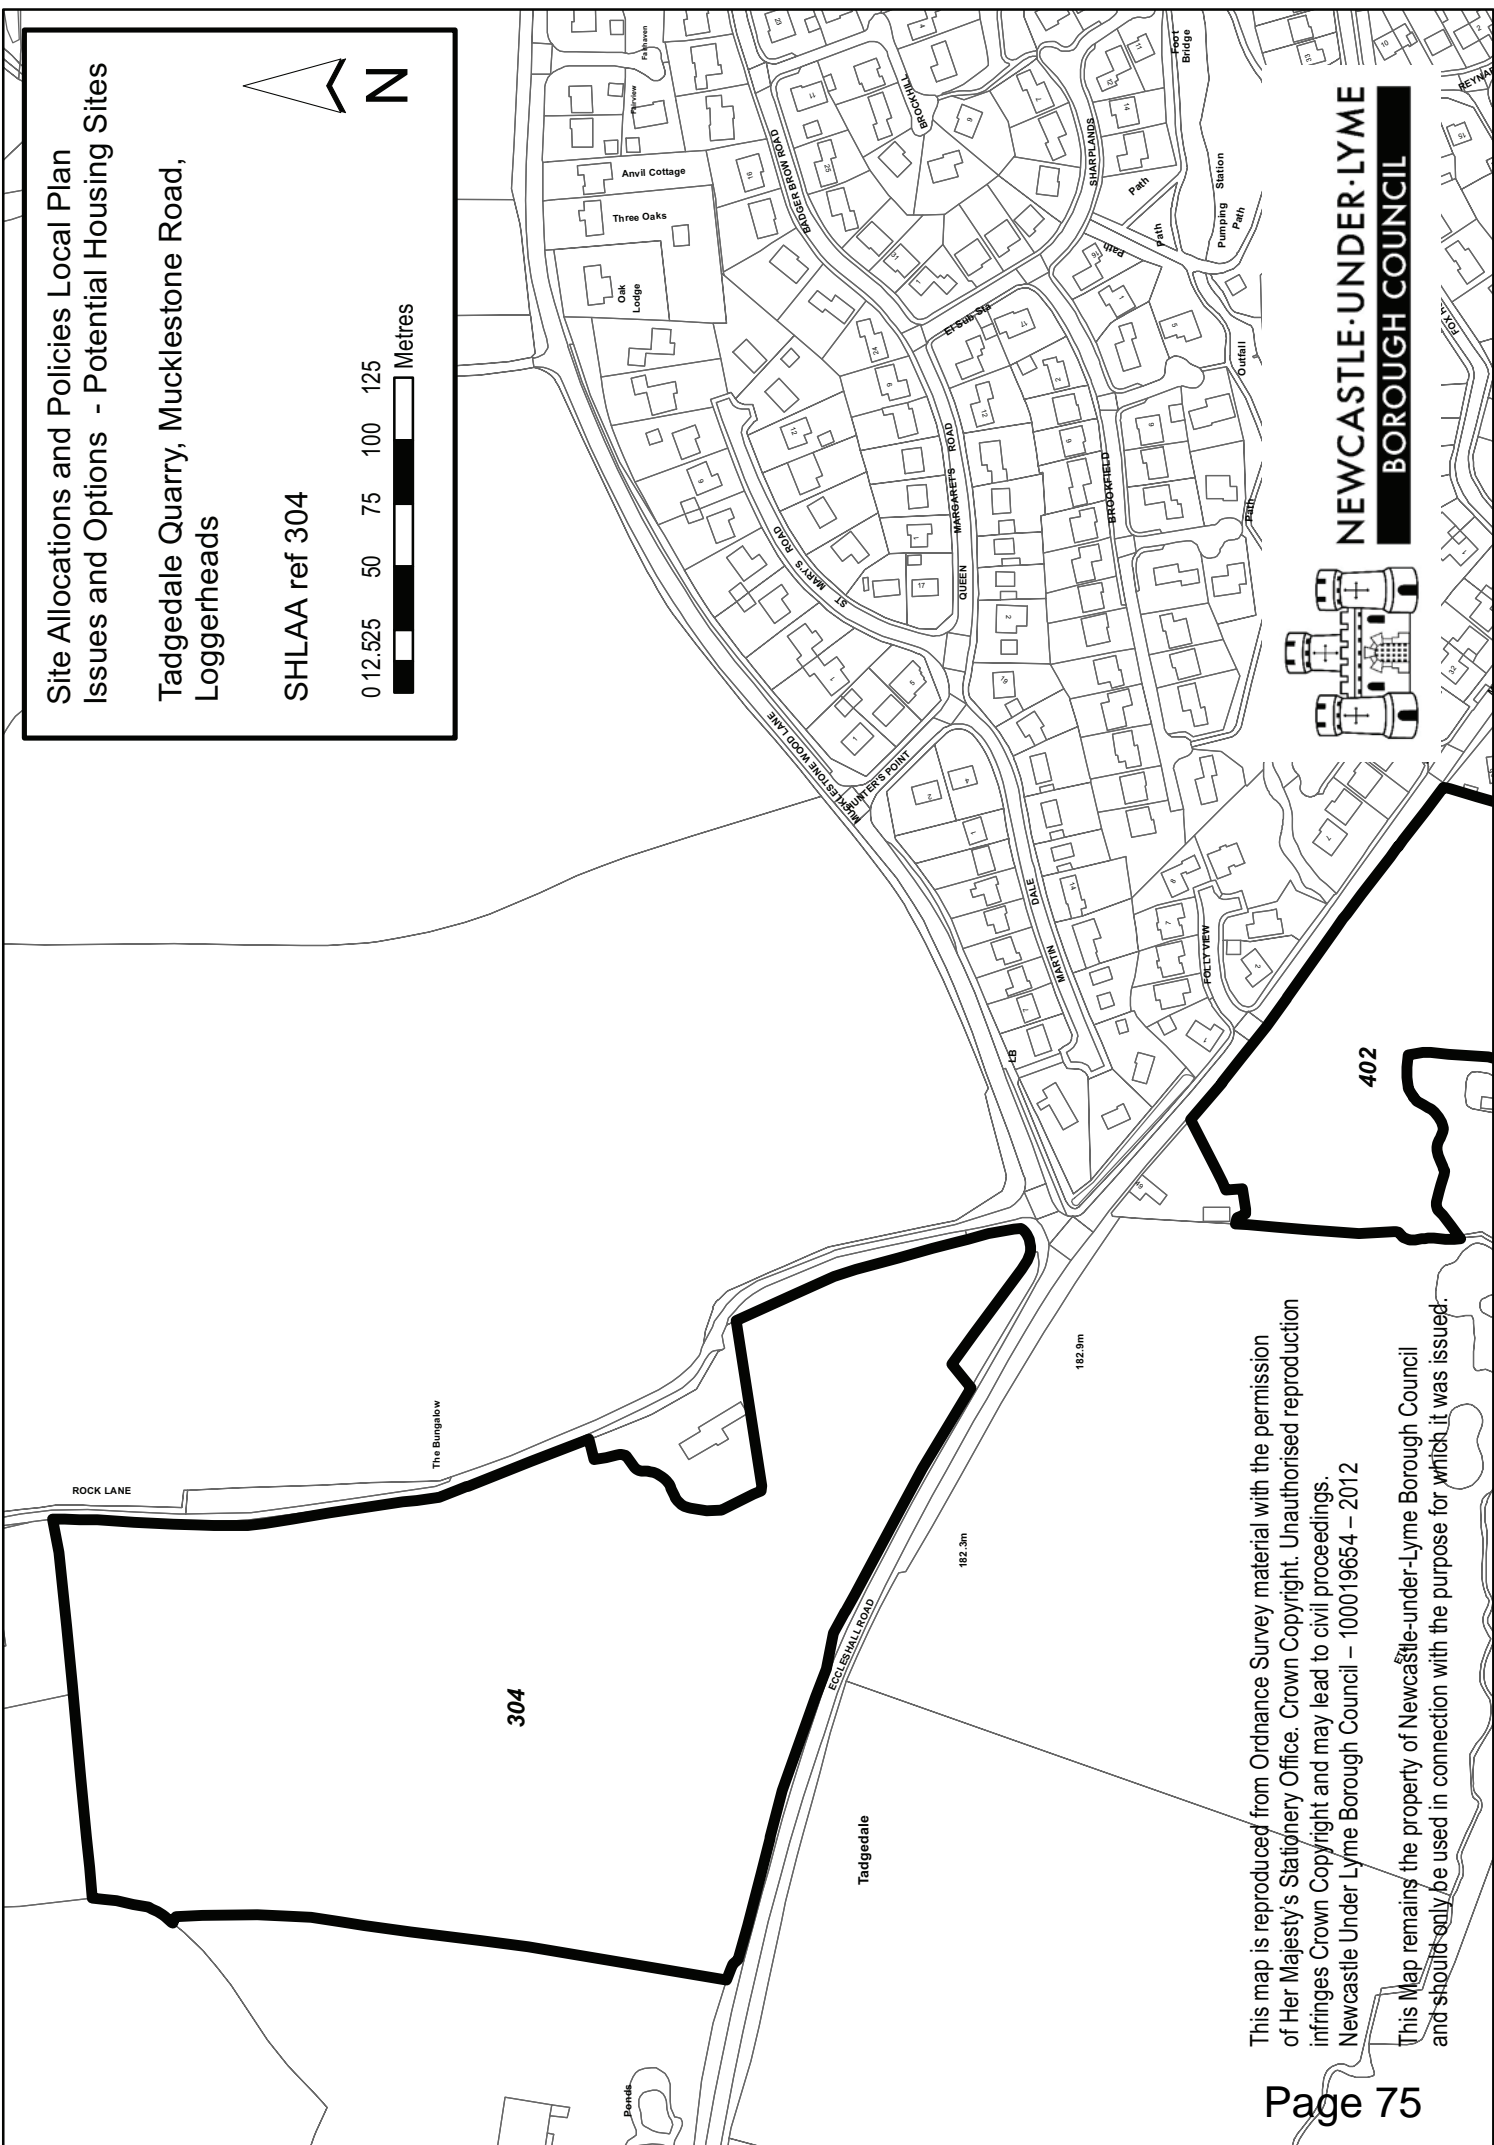 Site Allocations and Policies Local Plan
Issues and Options - Potential Housing Sites
Tadgedale Quarry, Mucklestone Road,
Loggerheads
SHLAA ref 304
0 12.525 50 75 100 125
Metres
N
ROCK LANE
The Bungalow
304
ECCLESHALL ROAD
Tadgedale
182.3m
182.9m
Ponds
402
MUCKLESTONE WOOD LANE
HUNTER'S POINT
ST MARY'S ROAD
QUEEN MARGARET'S ROAD
MARTIN DALE
FOLLY VIEW
BROOKFIELD
BADGER BROW ROAD
BROCKHILL
SHARPLANDS
El Sub Sta
LB
Oak
Lodge
Three Oaks
Anvil Cottage
Fairview
Fairhaven
Foot
Bridge
Path
Path
Path
Pumping Station
Path
Outfall
Path
ETL
NEWCASTLE·UNDER·LYME
BOROUGH COUNCIL
This map is reproduced from Ordnance Survey material with the permission
of Her Majesty's Stationery Office. Crown Copyright. Unauthorised reproduction
infringes Crown Copyright and may lead to civil proceedings.
Newcastle Under Lyme Borough Council – 100019654 – 2012
This Map remains the property of Newcastle-under-Lyme Borough Council
and should only be used in connection with the purpose for which it was issued.
Page 75